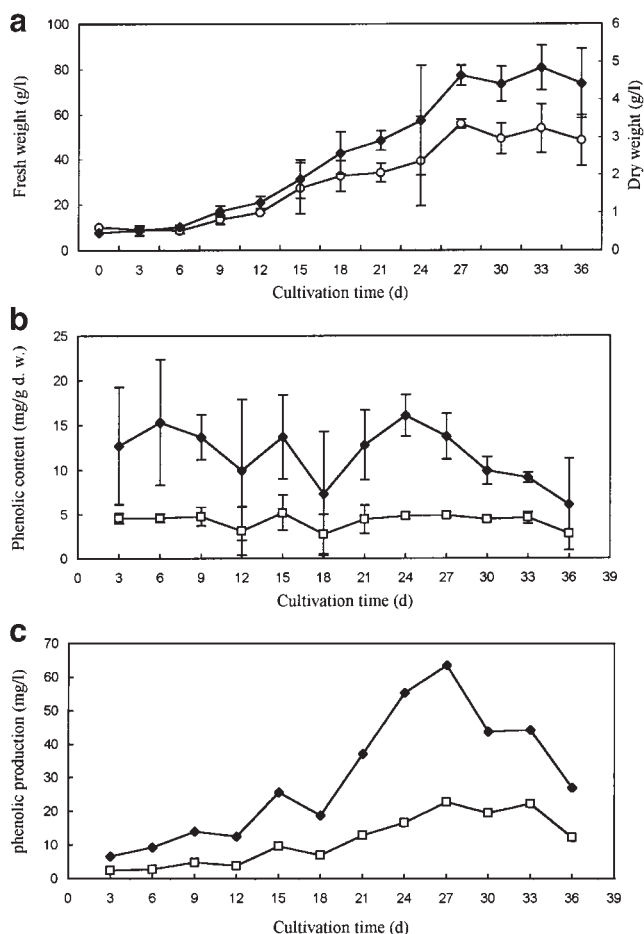 a
Fresh weight (g/l)
100
80
60
40
20
0
6
5
4
3
2
1
0
Dry weight (g/l)
0 3 6 9 12 15 18 21 24 27 30 33 36
Cultivation time (d)
b
Phenolic content (mg/g d. w.)
25
20
15
10
5
0
3 6 9 12 15 18 21 24 27 30 33 36 39
Cultivation time (d)
c
phenolic production (mg/l)
70
60
50
40
30
20
10
0
0 3 6 9 12 15 18 21 24 27 30 33 36 39
Cultivation time (d)